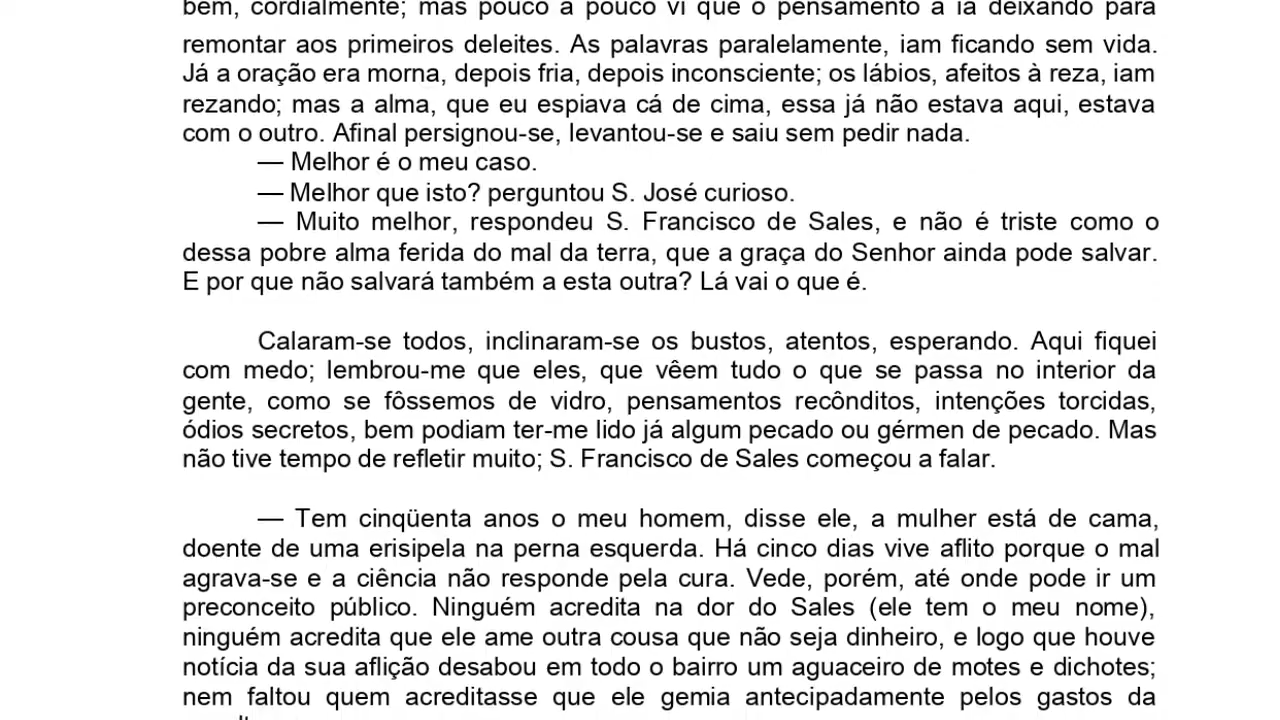 bem, cordialmente; mas pouco a pouco vi que o pensamento a ia deixando para
remontar aos primeiros deleites. As palavras paralelamente, iam ficando sem vida.
Já a oração era morna, depois fria, depois inconsciente; os lábios, afeitos à reza, iam
rezando; mas a alma, que eu espiava cá de cima, essa já não estava aqui, estava
com o outro. Afinal persignou-se, levantou-se e saiu sem pedir nada.
— Melhor é o meu caso.
— Melhor que isto? perguntou S. José curioso.
— Muito melhor, respondeu S. Francisco de Sales, e não é triste como o
dessa pobre alma ferida do mal da terra, que a graça do Senhor ainda pode salvar.
E por que não salvará também a esta outra? Lá vai o que é.
Calaram-se todos, inclinaram-se os bustos, atentos, esperando. Aqui fiquei
com medo; lembrou-me que eles, que vêem tudo o que se passa no interior da
gente, como se fôssemos de vidro, pensamentos recônditos, intenções torcidas,
ódios secretos, bem podiam ter-me lido já algum pecado ou gérmen de pecado. Mas
não tive tempo de refletir muito; S. Francisco de Sales começou a falar.
— Tem cinqüenta anos o meu homem, disse ele, a mulher está de cama,
doente de uma erisipela na perna esquerda. Há cinco dias vive aflito porque o mal
agrava-se e a ciência não responde pela cura. Vede, porém, até onde pode ir um
preconceito público. Ninguém acredita na dor do Sales (ele tem o meu nome),
ninguém acredita que ele ame outra cousa que não seja dinheiro, e logo que houve
notícia da sua aflição desabou em todo o bairro um aguaceiro de motes e dichotes;
nem faltou quem acreditasse que ele gemia antecipadamente pelos gastos da